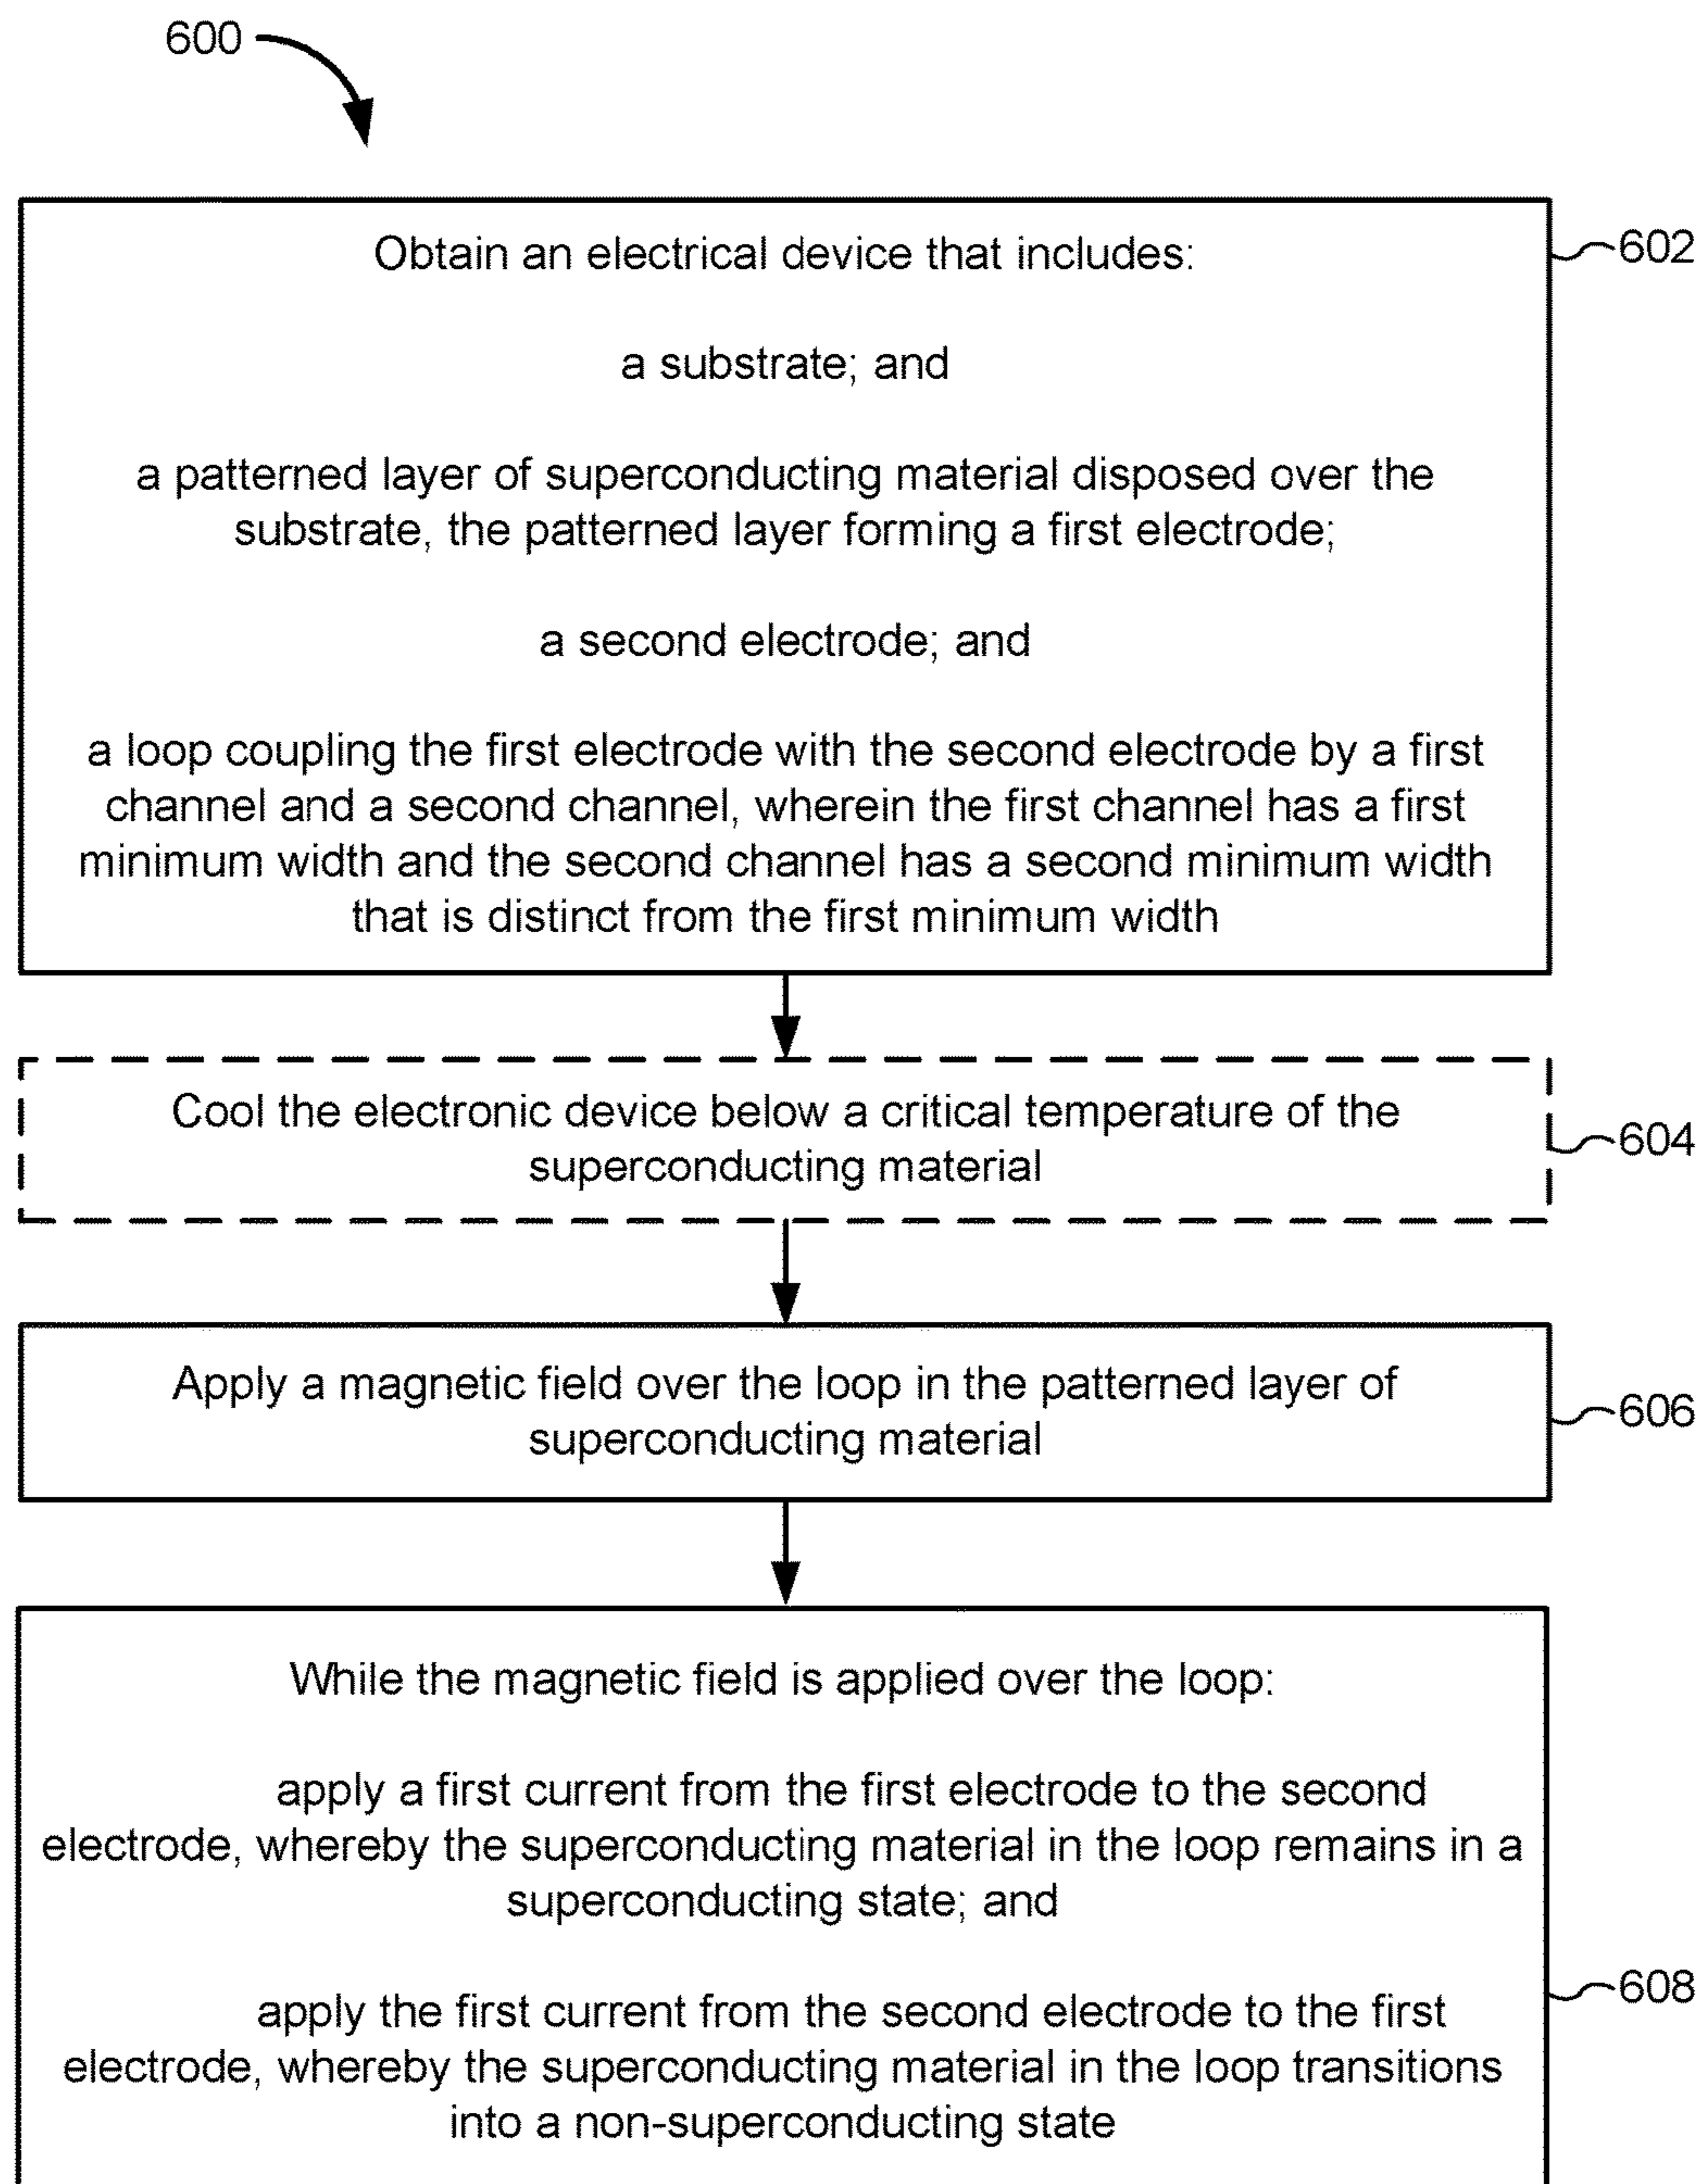 600
Obtain an electrical device that includes:
602
a substrate; and
a patterned layer of superconducting material disposed over the
substrate, the patterned layer forming a first electrode;
a second electrode; and
a loop coupling the first electrode with the second electrode by a first
channel and a second channel, wherein the first channel has a first
minimum width and the second channel has a second minimum width
that is distinct from the first minimum width
Cool the electronic device below a critical temperature of the
superconducting material
604
Apply a magnetic field over the loop in the patterned layer of
superconducting material
606
While the magnetic field is applied over the loop:
apply a first current from the first electrode to the second
electrode, whereby the superconducting material in the loop remains in a
superconducting state; and
apply the first current from the second electrode to the first
electrode, whereby the superconducting material in the loop transitions
into a non-superconducting state
608